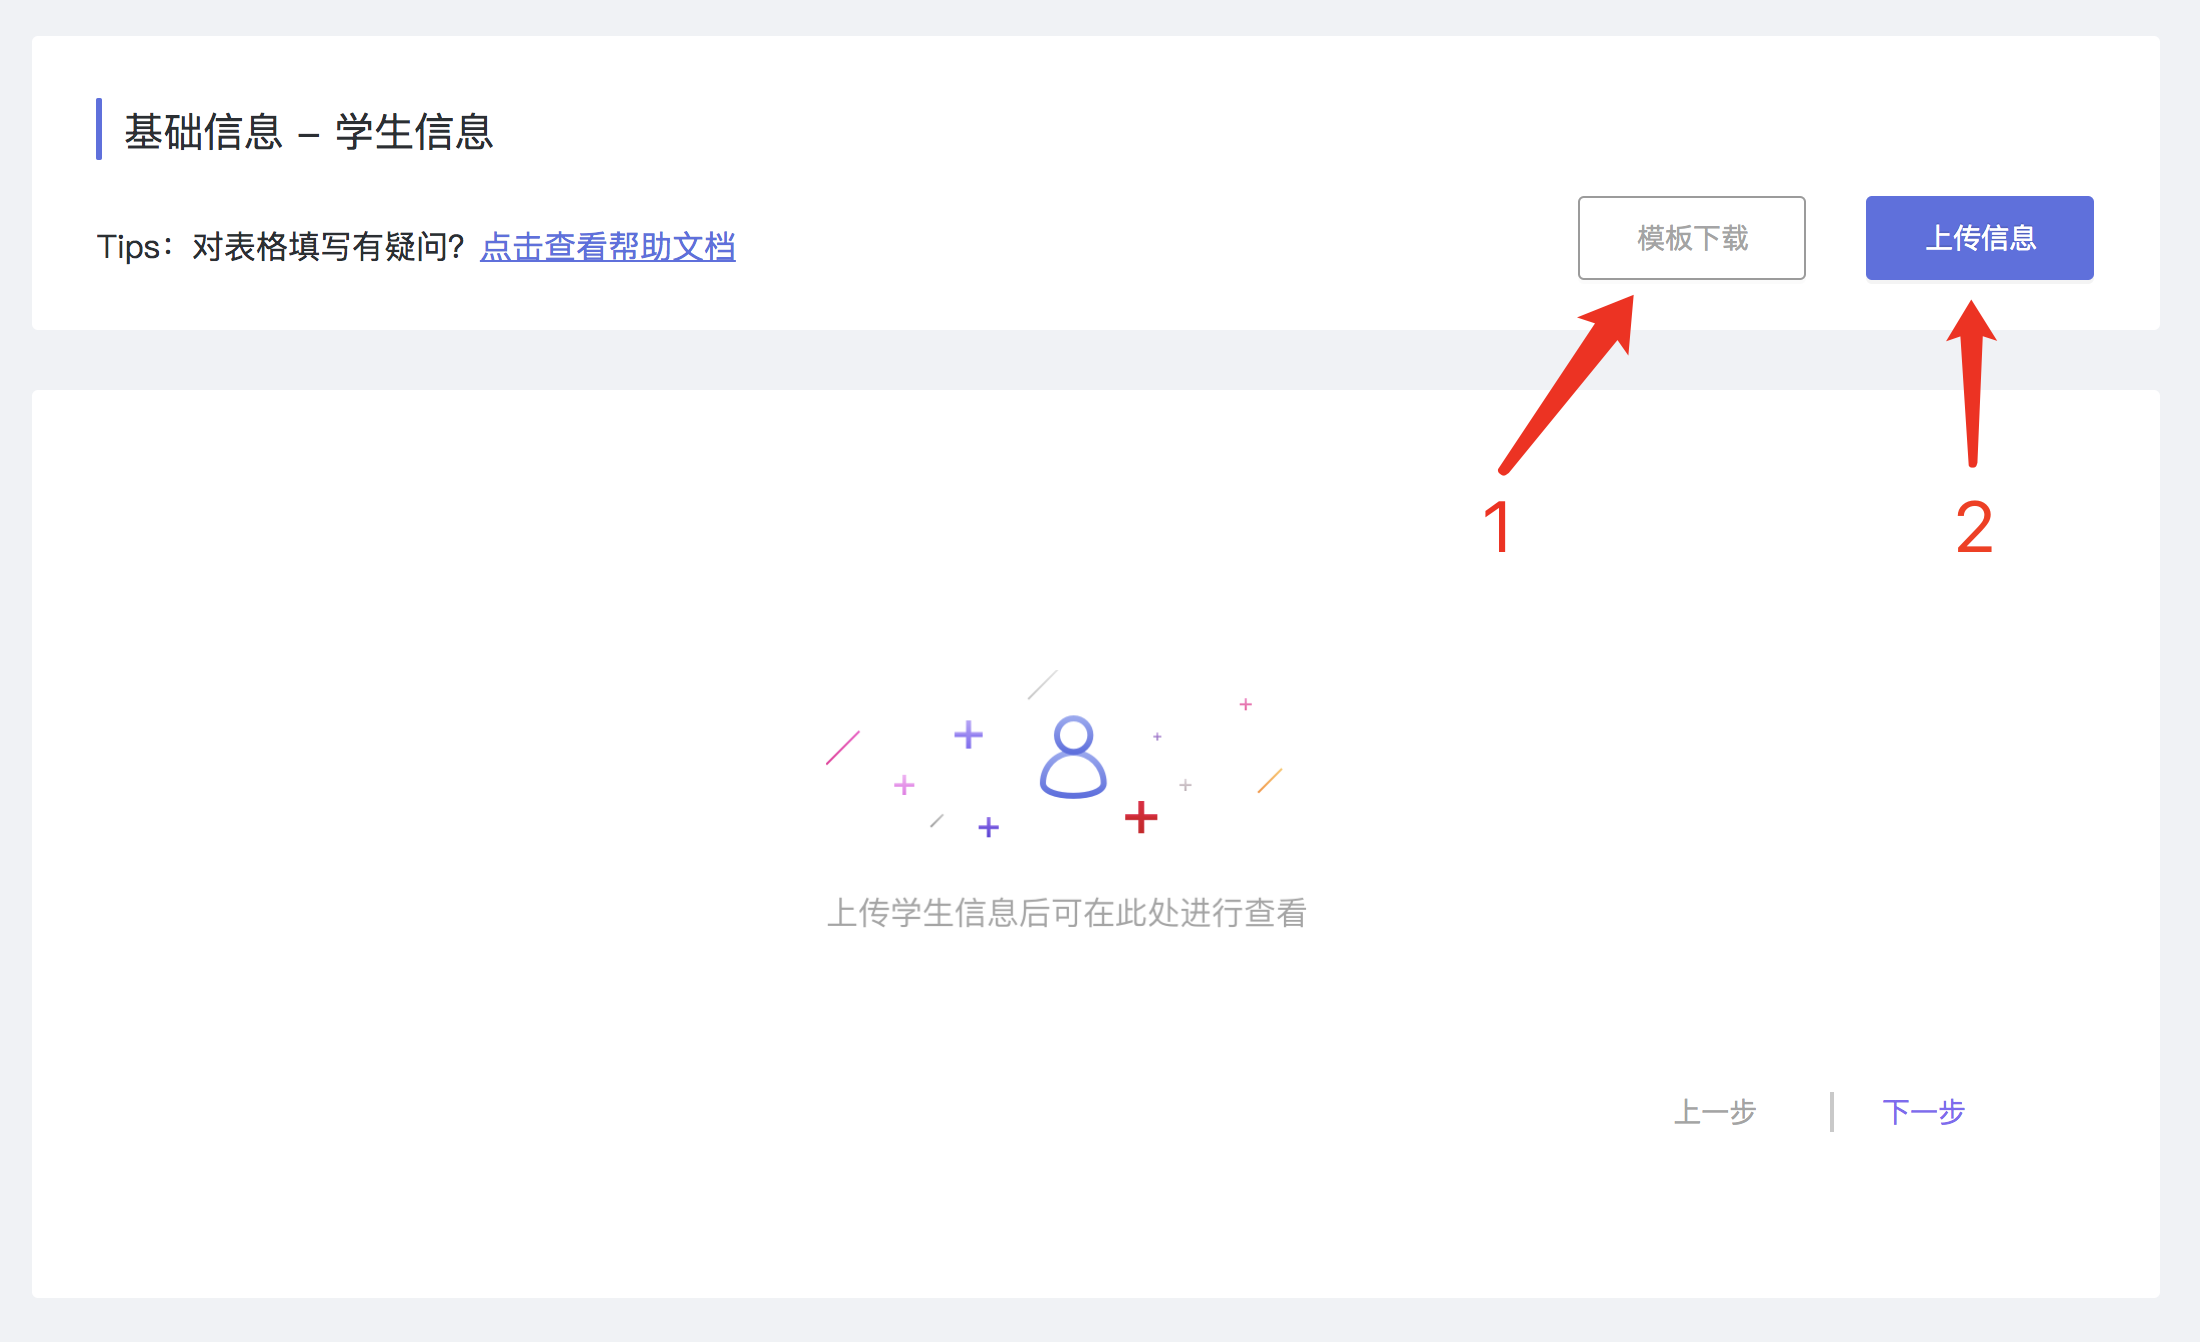 基础信息 - 学生信息
Tips：对表格填写有疑问? 点击查看帮助文档
模板下载
上传信息
1
2
上传学生信息后可在此处进行查看
上一步
下一步